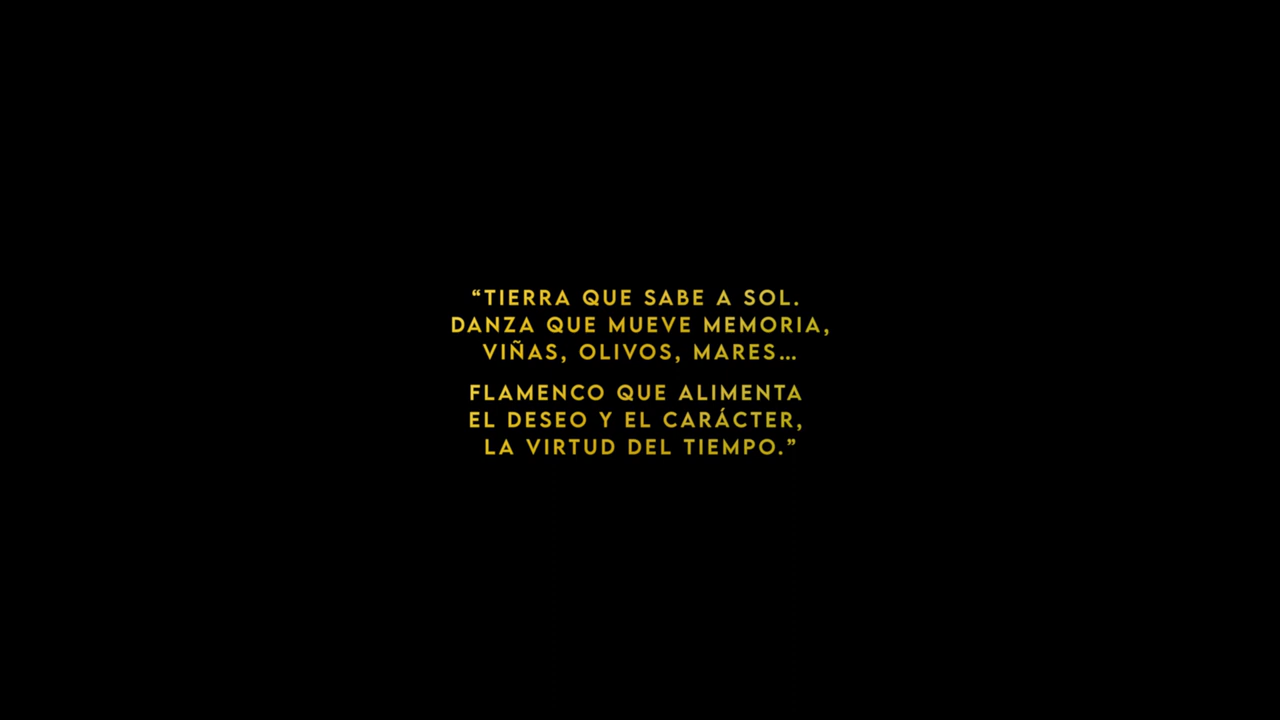 “TIERRA QUE SABE A SOL.
DANZA QUE MUEVE MEMORIA,
VIÑAS, OLIVOS, MARES…
FLAMENCO QUE ALIMENTA
EL DESEO Y EL CARÁCTER,
LA VIRTUD DEL TIEMPO.”